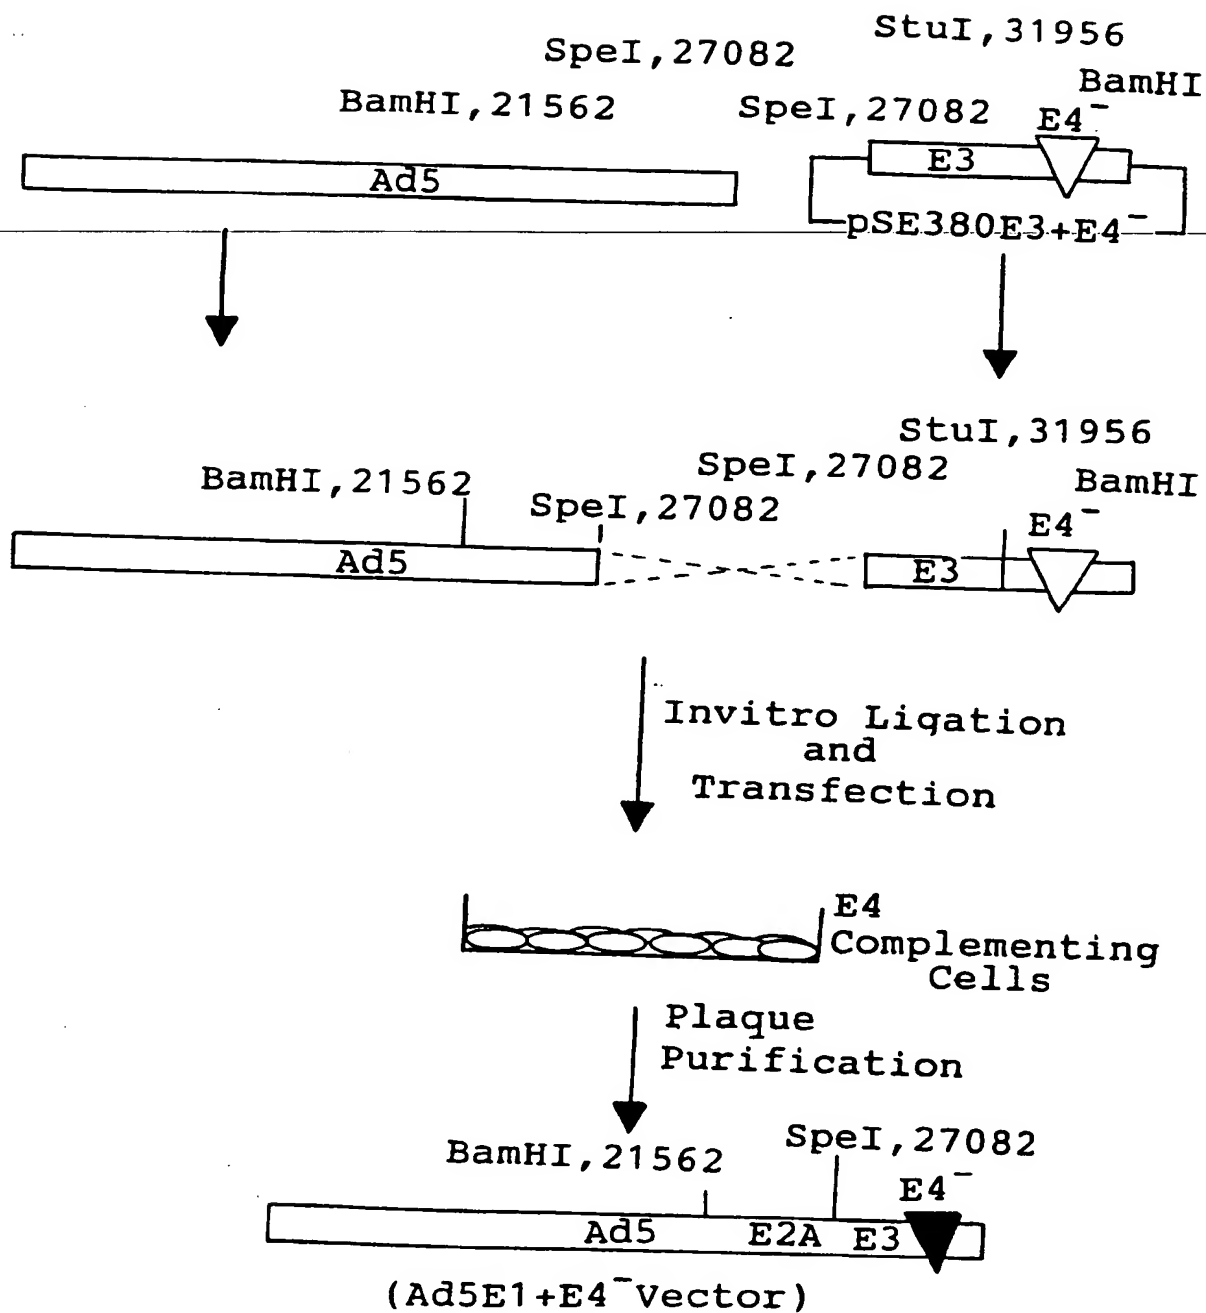 StuI,31956
SpeI,27082
BamHI
BamHI,21562
SpeI,27082
E4⁻
Ad5
E3
pSE380E3+E4⁻
StuI,31956
SpeI,27082
BamHI,21562
BamHI
SpeI,27082
E4⁻
Ad5
E3
Invitro Ligation
and
Transfection
E4
Complementing
Cells
Plaque
Purification
SpeI,27082
BamHI,21562
E4⁻
Ad5
E2A
E3
(Ad5E1+E4⁻Vector)